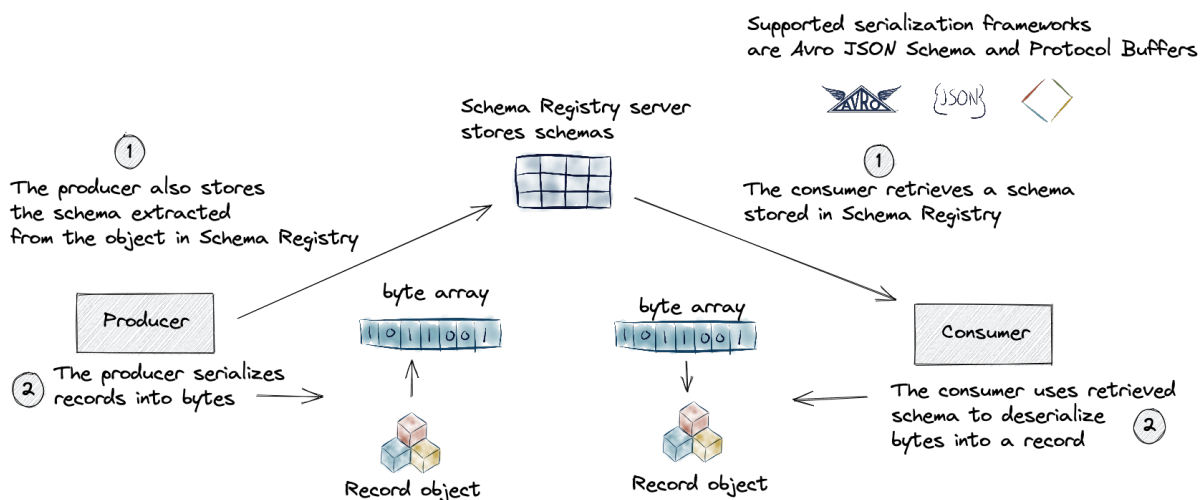 Supported serialization frameworks
are Avro JSON Schema and Protocol Buffers
AVRO
{JSON}
Schema Registry server
stores schemas
1
The producer also stores
the schema extracted
from the object in Schema Registry
1
The consumer retrieves a schema
stored in Schema Registry
Producer
byte array
1011001
byte array
1011001
Consumer
2
The producer serializes
records into bytes
The consumer uses retrieved
schema to deserialize
bytes into a record
2
Record object
Record object